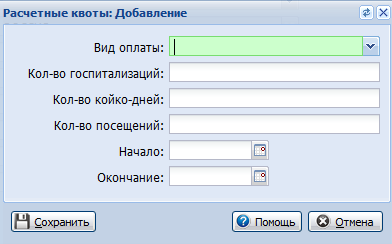 Расчетные квоты: Добавление
Вид оплаты:
Кол-во госпитализаций:
Кол-во койко-дней:
Кол-во посещений:
Начало:
Окончание:
Сохранить Помощь Отмена